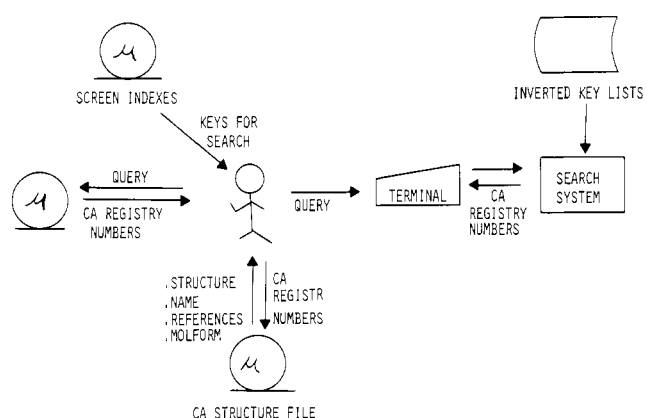 μ
SCREEN INDEXES
INVERTED KEY LISTS
KEYS FOR
SEARCH
QUERY
μ
CA REGISTRY
NUMBERS
QUERY
TERMINAL
CA
REGISTRY
NUMBERS
SEARCH
SYSTEM
.STRUCTURE
.NAME
.REFERENCES
.MOLFORM
CA
REGISTR
NUMBERS
μ
CA STRUCTURE FILE